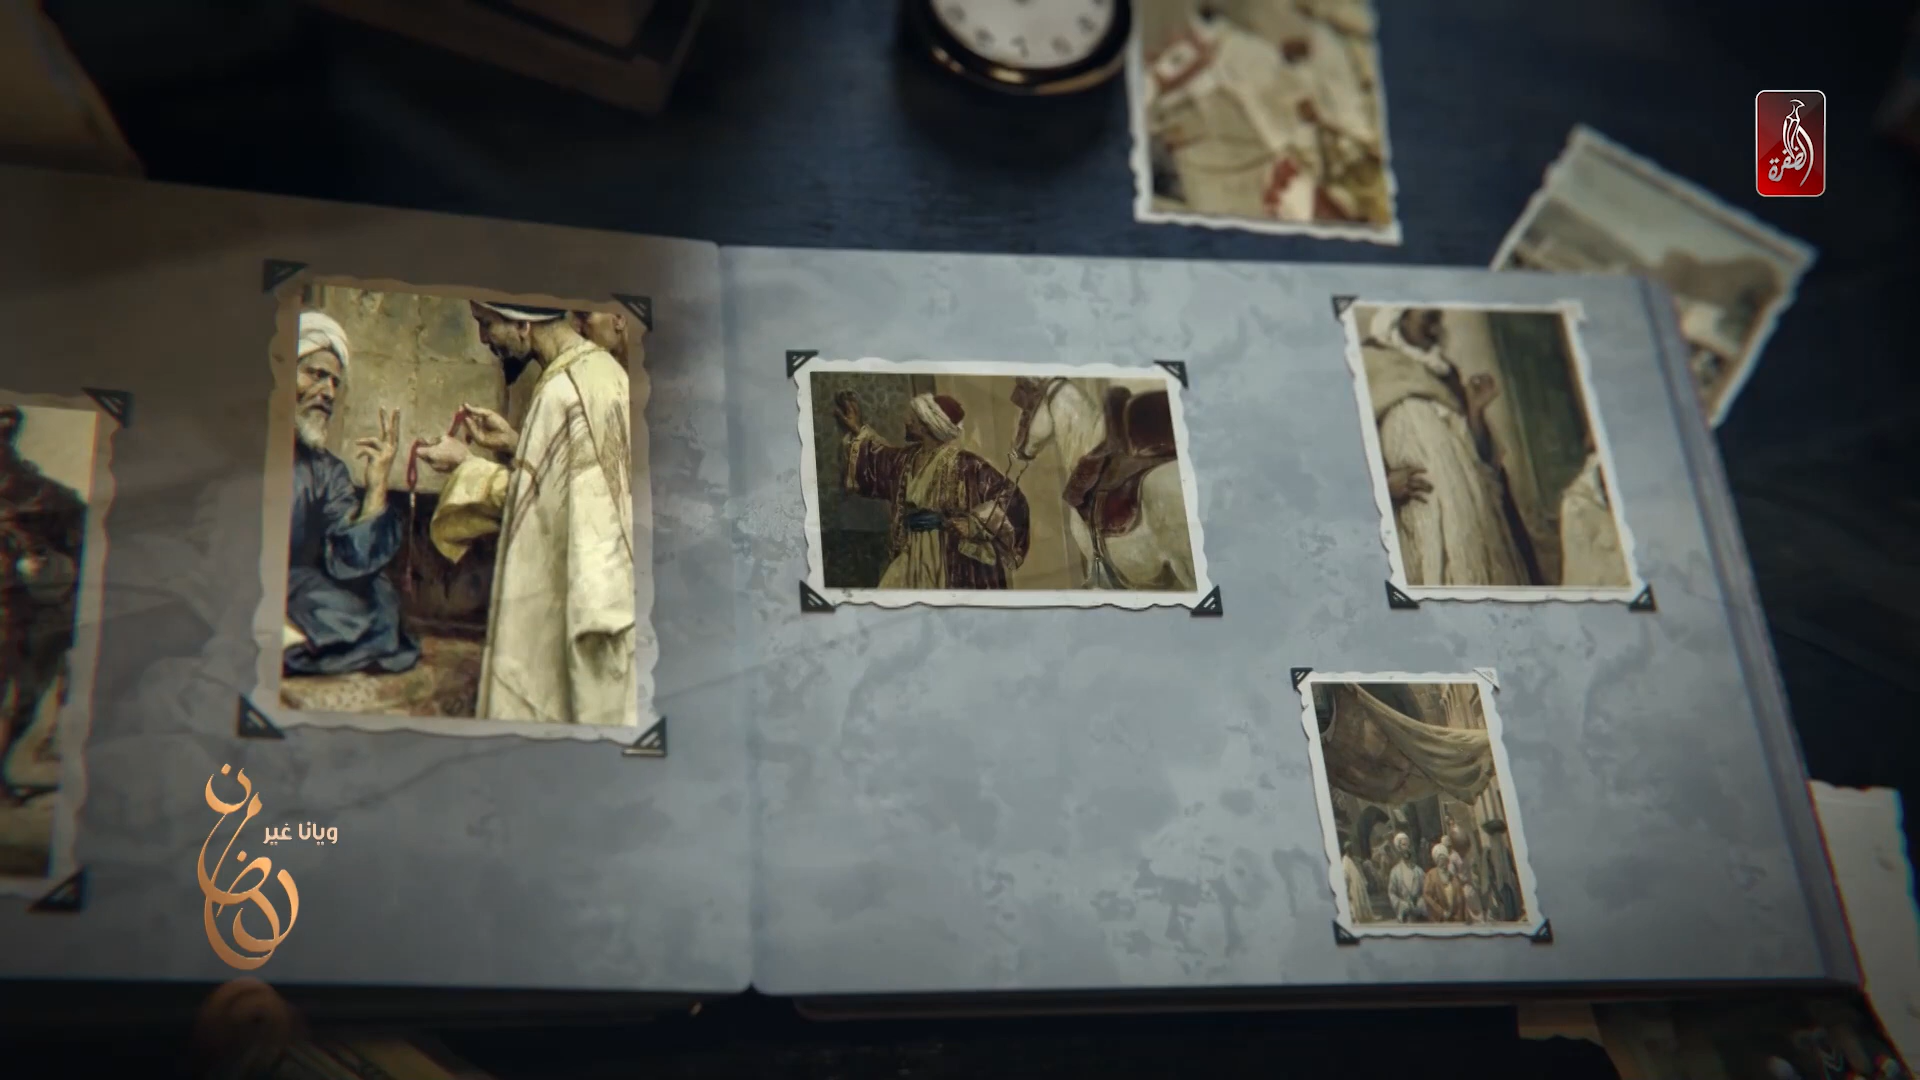 الظفرة
رمضان
ويانا غير